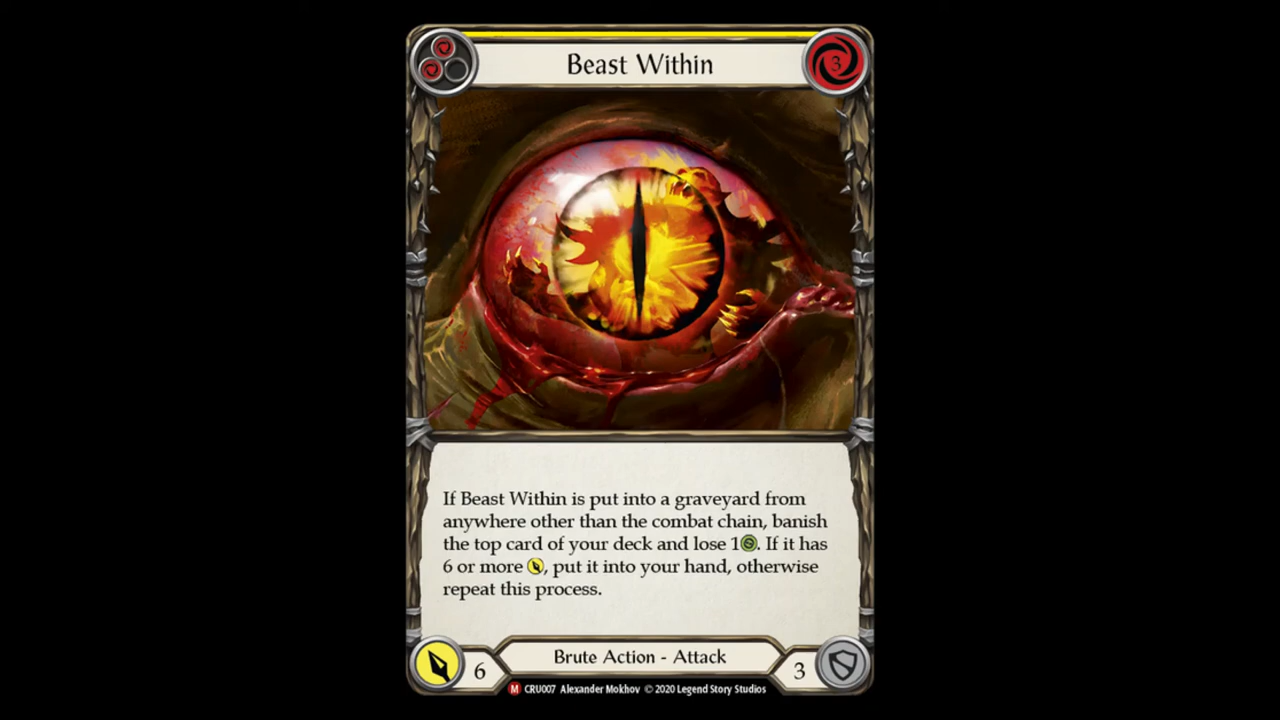 Beast Within
3
If Beast Within is put into a graveyard from
anywhere other than the combat chain, banish
the top card of your deck and lose 1. If it has
6 or more , put it into your hand, otherwise
repeat this process.
6
Brute Action - Attack
3
M CRU007 Alexander Mokhov © 2020 Legend Story Studios